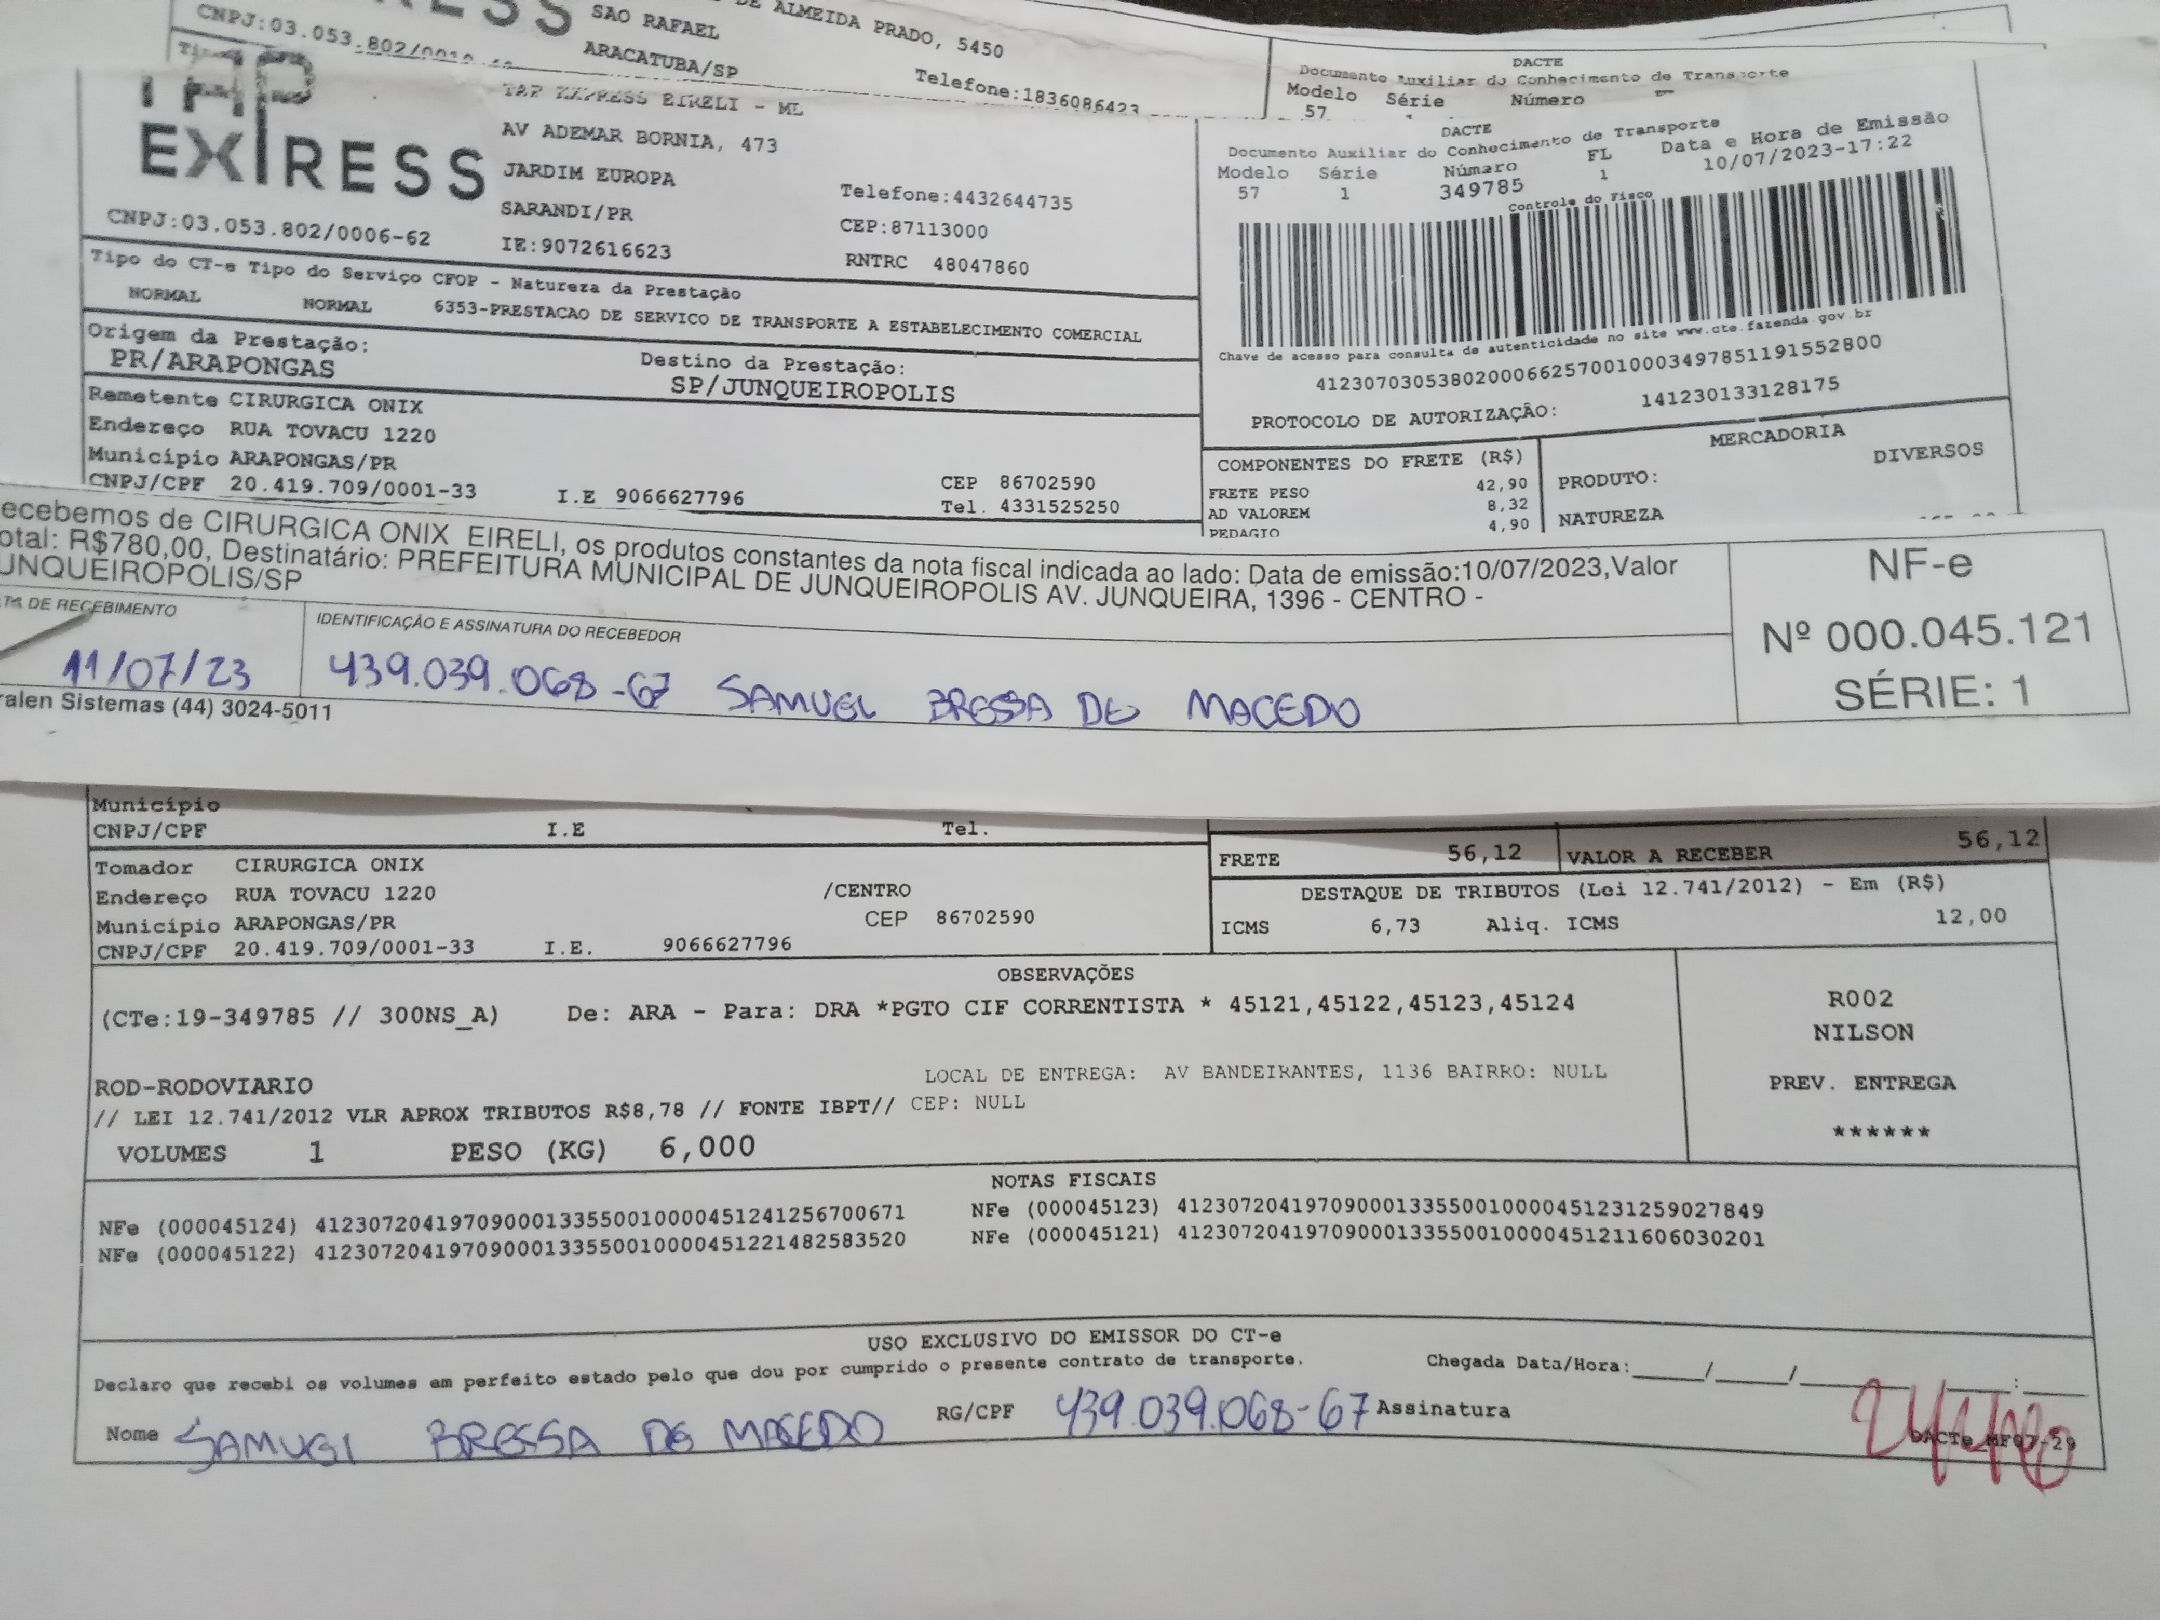 DE ALMEIDA PRADO, 5450
SAO RAFAEL
CNPJ:03.053.802/0010
ARACATUBA/SP
Telefone:1836086423
DACTE
Documento Auxiliar do Conhecimento de Transporte
Modelo Série Número
57
TAP EXPRESS EIRELI - ML
EXPRESS
AV ADEMAR BORNIA, 473
JARDIM EUROPA
Telefone:4432644735
SARANDI/PR
CEP:87113000
CNPJ:03.053.802/0006-62
IE:9072616623
RNTRC 48047860
DACTE
Documento Auxiliar do Conhecimento de Transporte
Modelo Série Número FL Data e Hora de Emissão
57 1 349785 1 10/07/2023-17:22
Controle do Fisco
Chave de acesso para consulta de autenticidade no site www.cte.fazenda.gov.br
41230703053802000662570010003497851191552800
PROTOCOLO DE AUTORIZAÇÃO: 141230133128175
Tipo do CT-e Tipo do Serviço CFOP - Natureza da Prestação
NORMAL NORMAL 6353-PRESTACAO DE SERVICO DE TRANSPORTE A ESTABELECIMENTO COMERCIAL
Origem da Prestação: Destino da Prestação:
PR/ARAPONGAS SP/JUNQUEIROPOLIS
Remetente CIRURGICA ONIX
Endereço RUA TOVACU 1220
Município ARAPONGAS/PR CEP 86702590
CNPJ/CPF 20.419.709/0001-33 I.E 9066627796 Tel. 4331525250
COMPONENTES DO FRETE (R$)
FRETE PESO 42,90
AD VALOREM 8,32
PEDAGIO 4,90
MERCADORIA
PRODUTO: DIVERSOS
NATUREZA
ecebemos de CIRURGICA ONIX EIRELI, os produtos constantes da nota fiscal indicada ao lado: Data de emissão:10/07/2023,Valor
otal: R$780,00, Destinatário: PREFEITURA MUNICIPAL DE JUNQUEIROPOLIS AV. JUNQUEIRA, 1396 - CENTRO -
UNQUEIROPOLIS/SP
NF-e
Nº 000.045.121
SÉRIE: 1
DE RECEBIMENTO IDENTIFICAÇÃO E ASSINATURA DO RECEBEDOR
11/07/23 439.039.068-67 SAMUEL BRESSA DE MACEDO
alen Sistemas (44) 3024-5011
Município
CNPJ/CPF I.E Tel.
FRETE 56,12 VALOR A RECEBER 56,12
Tomador CIRURGICA ONIX
Endereço RUA TOVACU 1220 /CENTRO
Município ARAPONGAS/PR CEP 86702590
CNPJ/CPF 20.419.709/0001-33 I.E. 9066627796
DESTAQUE DE TRIBUTOS (Lei 12.741/2012) - Em (R$)
ICMS 6,73 Aliq. ICMS 12,00
OBSERVAÇÕES
(CTe:19-349785 // 300NS_A) De: ARA - Para: DRA *PGTO CIF CORRENTISTA * 45121,45122,45123,45124
R002
NILSON
PREV. ENTREGA
******
ROD-RODOVIARIO LOCAL DE ENTREGA: AV BANDEIRANTES, 1136 BAIRRO: NULL
// LEI 12.741/2012 VLR APROX TRIBUTOS R$8,78 // FONTE IBPT// CEP: NULL
VOLUMES 1 PESO (KG) 6,000
NOTAS FISCAIS
NFe (000045124) 41230720419709000133550010000451241256700671 NFe (000045123) 41230720419709000133550010000451231259027849
NFe (000045122) 41230720419709000133550010000451221482583520 NFe (000045121) 41230720419709000133550010000451211606030201
USO EXCLUSIVO DO EMISSOR DO CT-e
Declaro que recebi os volumes em perfeito estado pelo que dou por cumprido o presente contrato de transporte. Chegada Data/Hora:____/____/____ ____:____
Nome SAMUEL BRESSA DE MACEDO RG/CPF 439.039.068-67 Assinatura